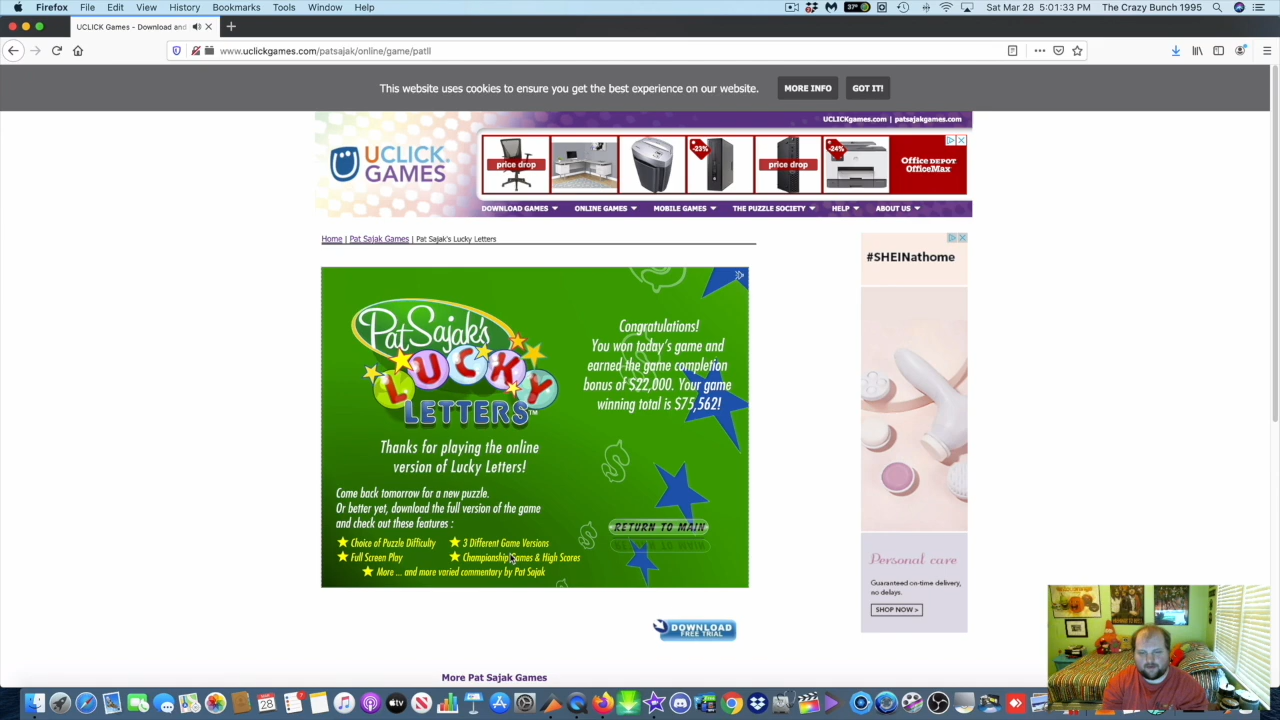 Firefox File Edit View History Bookmarks Tools Window Help
37° Sat Mar 28 5:01:33 PM The Crazy Bunch 1995
UCLICK Games - Download and
www.uclickgames.com/patsajak/online/game/patll
This website uses cookies to ensure you get the best experience on our website. MORE INFO GOT IT!
UCLICKgames.com | patsajakgames.com
UCLICK.
GAMES
price drop -23% price drop -24% Office DEPOT
OfficeMax
DOWNLOAD GAMES ONLINE GAMES MOBILE GAMES THE PUZZLE SOCIETY HELP ABOUT US
Home | Pat Sajak Games | Pat Sajak's Lucky Letters
Pat Sajak's
LUCKY
LETTERS™
Congratulations!
You won today's game and
earned the game completion
bonus of $22,000. Your game
winning total is $75,562!
Thanks for playing the online
version of Lucky Letters!
Come back tomorrow for a new puzzle.
Or better yet, download the full version of the game
and check out these features :
Choice of Puzzle Difficulty 3 Different Game Versions
Full Screen Play Championship Games & High Scores
More ... and more varied commentary by Pat Sajak
RETURN TO MAIN
DOWNLOAD
FREE TRIAL
More Pat Sajak Games
#SHEINathome
Personal care
Guaranteed on-time delivery,
no delays.
SHOP NOW >